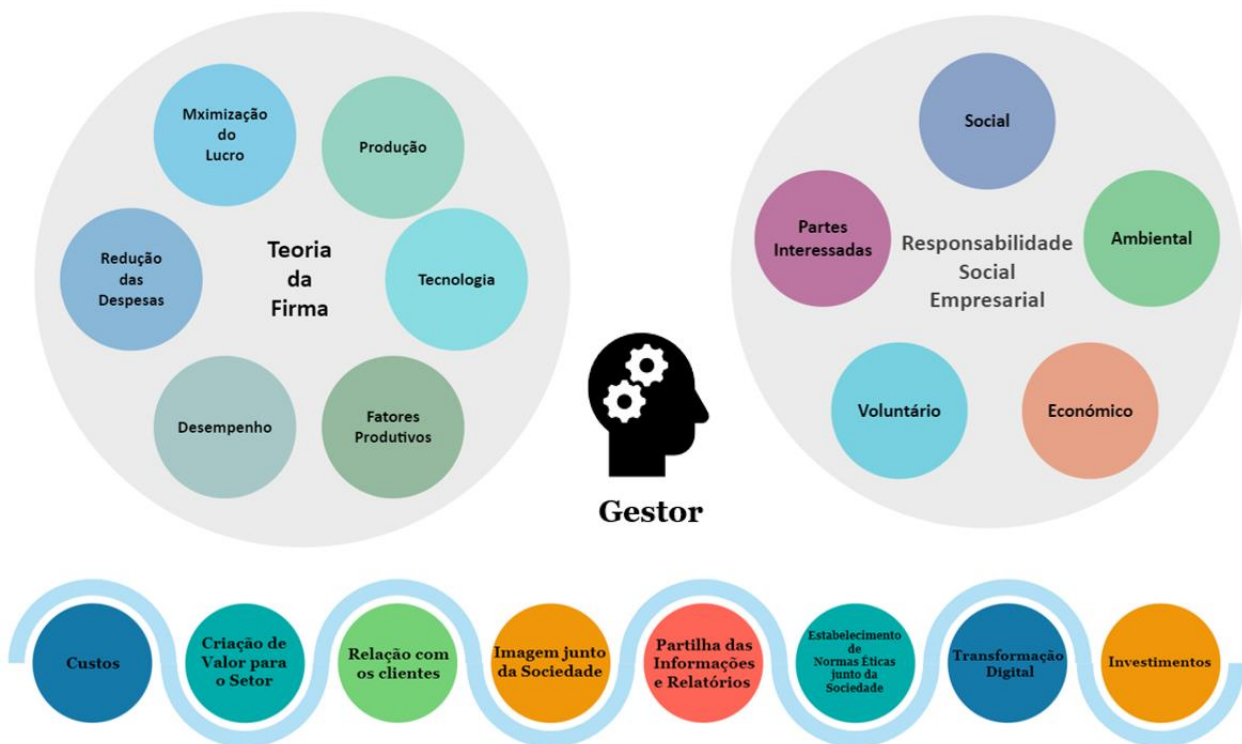 Mximização
do
Lucro
Produção
Redução
das
Despesas
Teoria
da
Firma
Tecnologia
Desempenho
Fatores
Produtivos
Gestor
Social
Partes
Interessadas
Responsabilidade
Social
Empresarial
Ambiental
Voluntário
Económico
Custos
Criação de
Valor para
o Setor
Relação com
os clientes
Imagem junto
da Sociedade
Partilha das
Informações
e Relatórios
Estabelecimento
de
Normas Éticas
junto da
Sociedade
Transformação
Digital
Investimentos